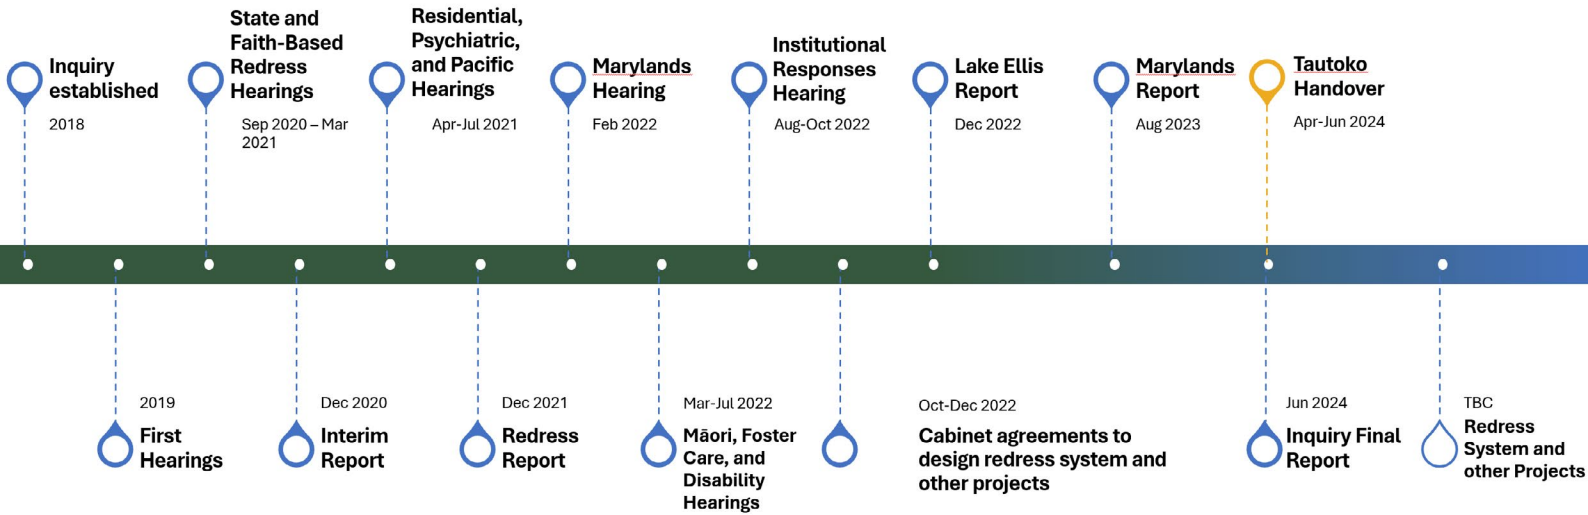 Inquiry
established
2018
State and
Faith-Based
Redress
Hearings
Sep 2020 – Mar
2021
Residential,
Psychiatric,
and Pacific
Hearings
Apr-Jul 2021
Marylands
Hearing
Feb 2022
Institutional
Responses
Hearing
Aug-Oct 2022
Lake Ellis
Report
Dec 2022
Marylands
Report
Aug 2023
Tautoko
Handover
Apr-Jun 2024
2019
First
Hearings
Dec 2020
Interim
Report
Dec 2021
Redress
Report
Mar-Jul 2022
Māori, Foster
Care, and
Disability
Hearings
Oct-Dec 2022
Cabinet agreements to
design redress system and
other projects
Jun 2024
Inquiry Final
Report
TBC
Redress
System and
other Projects